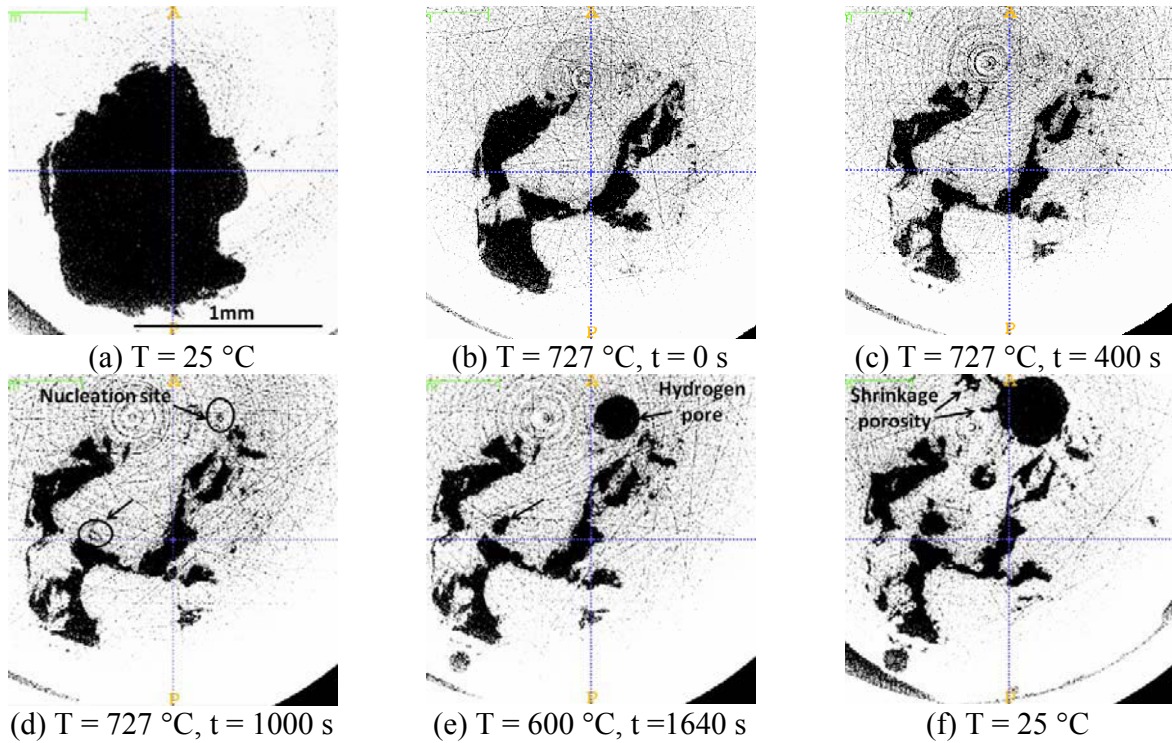 A
1mm
P
(a) T = 25 °C
A
P
(b) T = 727 °C, t = 0 s
A
P
(c) T = 727 °C, t = 400 s
A
Nucleation site
P
(d) T = 727 °C, t = 1000 s
A
Hydrogen
pore
P
(e) T = 600 °C, t =1640 s
A
Shrinkage
porosity
P
(f) T = 25 °C